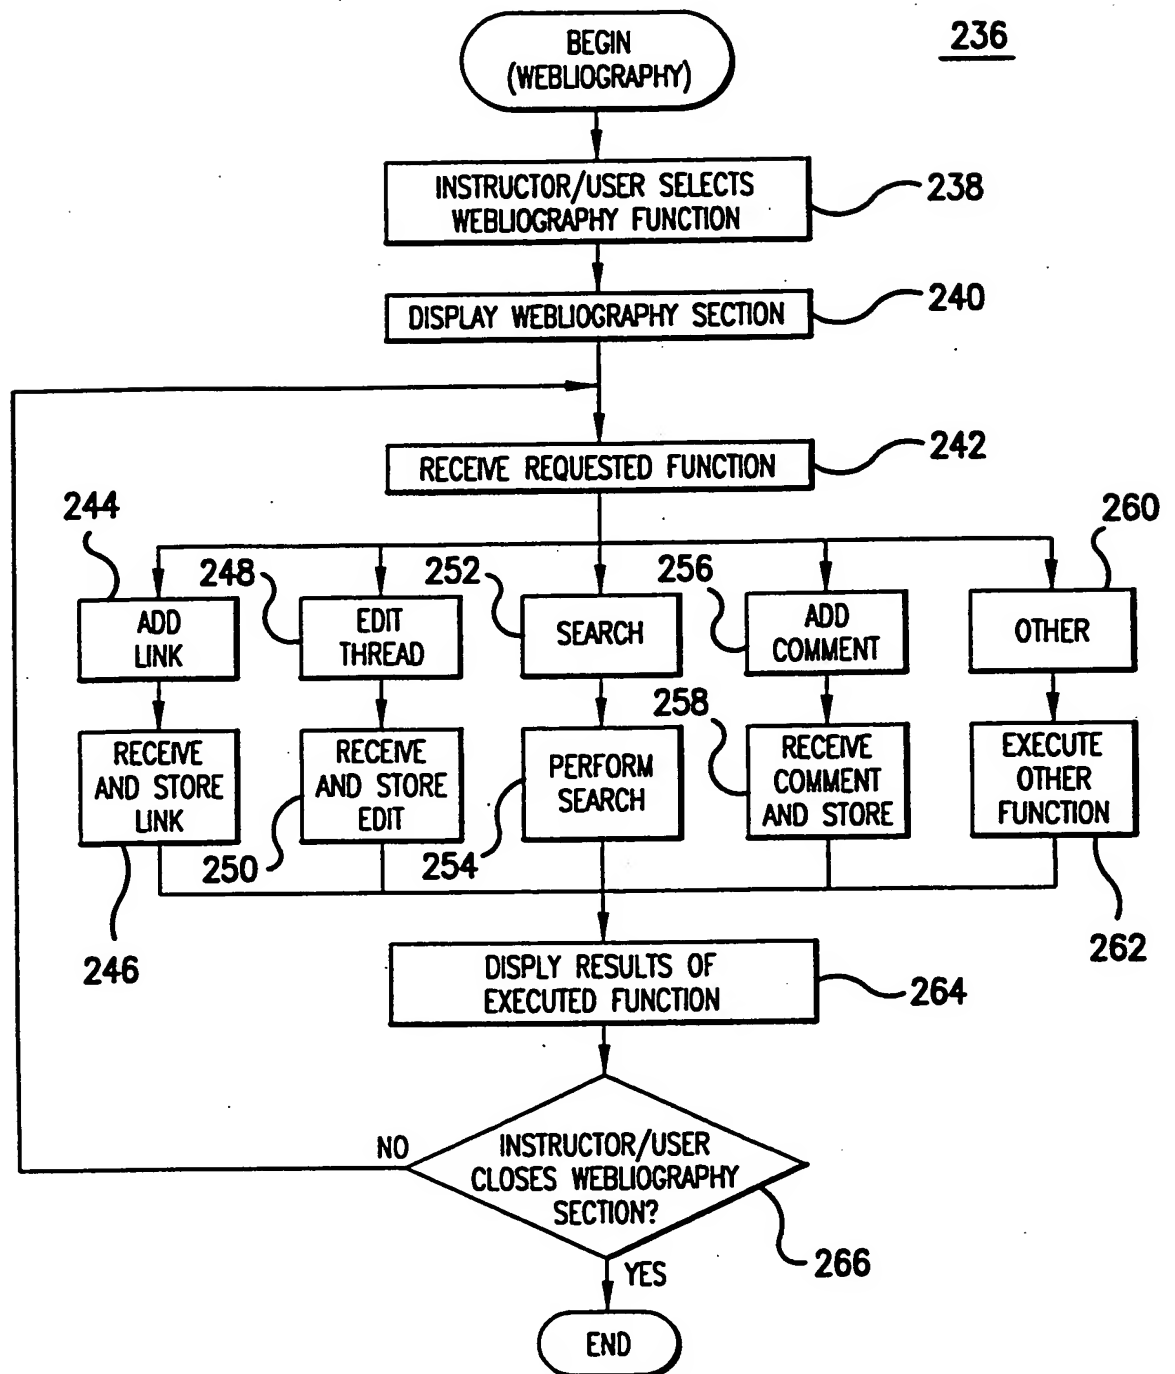 BEGIN
(WEBLIOGRAPHY)
236
INSTRUCTOR/USER SELECTS
WEBLIOGRAPHY FUNCTION
238
DISPLAY WEBLIOGRAPHY SECTION
240
RECEIVE REQUESTED FUNCTION
242
244
248
252
256
260
ADD
LINK
EDIT
THREAD
SEARCH
ADD
COMMENT
OTHER
RECEIVE
AND STORE
LINK
RECEIVE
AND STORE
EDIT
PERFORM
SEARCH
258
RECEIVE
COMMENT
AND STORE
EXECUTE
OTHER
FUNCTION
246
250
254
262
DISPLY RESULTS OF
EXECUTED FUNCTION
264
NO
INSTRUCTOR/USER
CLOSES WEBLIOGRAPHY
SECTION?
266
YES
END